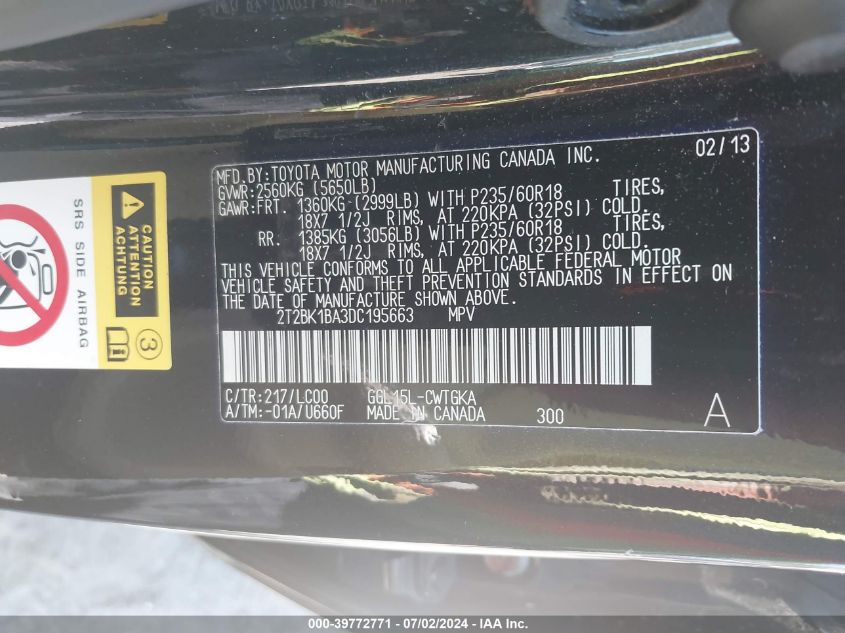 MFD.BY:TOYOTA MOTOR MANUFACTURING CANADA INC. 02/13
GVWR:2560KG (5650LB)
GAWR:FRT. 1360KG (2999LB) WITH P235/60R18 TIRES,
18X7 1/2J RIMS, AT 220KPA (32PSI) COLD.
RR. 1385KG (3056LB) WITH P235/60R18 TIRES,
18X7 1/2J RIMS, AT 220KPA (32PSI) COLD.
THIS VEHICLE CONFORMS TO ALL APPLICABLE FEDERAL MOTOR
VEHICLE SAFETY AND THEFT PREVENTION STANDARDS IN EFFECT ON
THE DATE OF MANUFACTURE SHOWN ABOVE.
2T2BK1BA3DC195663 MPV
C/TR:217/LC00 GGL15L-CWTGKA
A/TM:-01A/U660F MADE IN CANADA 300 A
SRS SIDE AIRBAG
CAUTION
ATTENTION
ACHTUNG
3
000-39772771 - 07/02/2024 - IAA Inc.